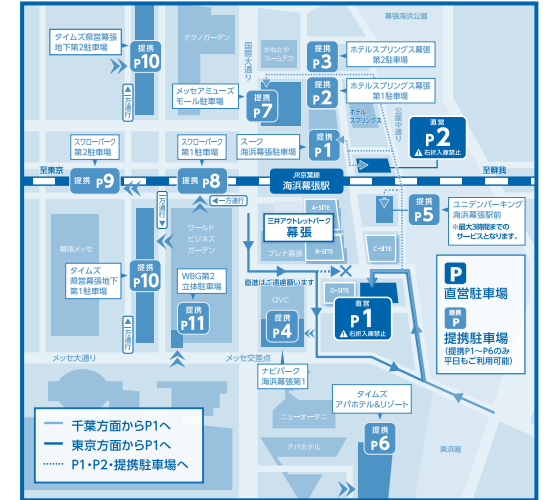 幕張海浜公園
テクノガーデン
タイムズ県営幕張
地下第2駐車場
提携
P10
国際大通り
かねたや
(ルームデコ)
提携
P3
ホテルスプリングス幕張
第2駐車場
一方通行
メッセアミューズ
モール駐車場
提携
P7
提携
P2
ホテルスプリングス幕張
第1駐車場
ホテル
スプリングス
公園中通り
直営
P2
右折入庫禁止
スワローパーク
第2駐車場
スワローパーク
第1駐車場
スーク
海浜幕張駐車場
提携
P1
至東京
提携
P9
提携
P8
JR京葉線
海浜幕張駅
至蘇我
一方通行
一方通行
A-SITE
三井アウトレットパーク
幕張
提携
P5
ユニデンパーキング
海浜幕張駅前
※最大3時間までの
サービスとなります。
幕張メッセ
ワールド
ビジネス
ガーデン
プレナ幕張
B-SITE
C-SITE
タイムズ
県営幕張地下
第1駐車場
提携
P10
WBG第2
立体駐車場
直進はご遠慮願います
D-SITE
P
直営駐車場
提携
P
提携駐車場
(提携P1〜P6のみ
平日もご利用可能)
QVC
提携
P4
直営
P1
右折入庫禁止
提携
P11
一方通行
メッセ大通り
メッセ交差点
ナビパーク
海浜幕張第1
タイムズ
アパホテル&リゾート
ニューオータニ
アパホテル
提携
P6
美浜園
千葉方面からP1へ
東京方面からP1へ
P1・P2・提携駐車場へ